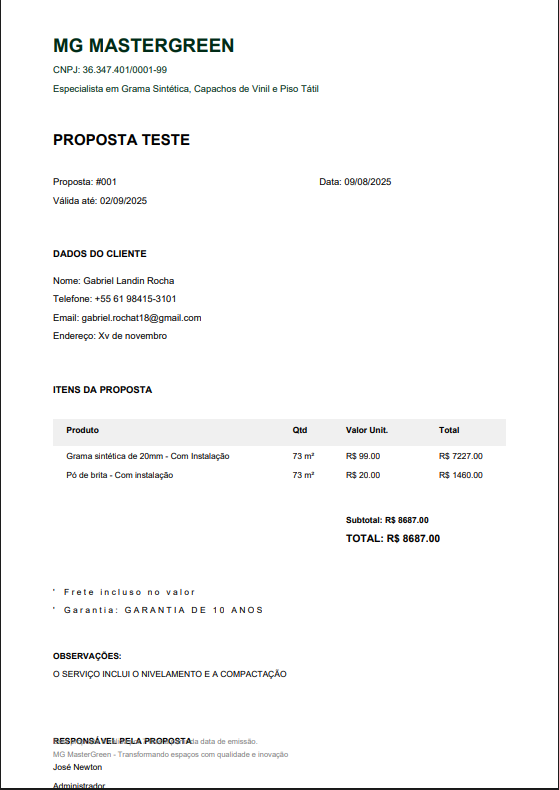 MG MASTERGREEN
CNPJ: 36.347.401/0001-99
Especialista em Grama Sintética, Capachos de Vinil e Piso Tátil
PROPOSTA TESTE
Proposta: #001 Data: 09/08/2025
Válida até: 02/09/2025
DADOS DO CLIENTE
Nome: Gabriel Landin Rocha
Telefone: +55 61 98415-3101
Email: gabriel.rochat18@gmail.com
Endereço: Xv de novembro
ITENS DA PROPOSTA
Produto Qtd Valor Unit. Total
Grama sintética de 20mm - Com Instalação 73 m² R$ 99.00 R$ 7227.00
Pó de brita - Com instalação 73 m² R$ 20.00 R$ 1460.00
Subtotal: R$ 8687.00
TOTAL: R$ 8687.00
' Frete incluso no valor
' Garantia: GARANTIA DE 10 ANOS
OBSERVAÇÕES:
O SERVIÇO INCLUI O NIVELAMENTO E A COMPACTAÇÃO
RESPONSÁVEL PELA PROPOSTA
da data de emissão.
MG MasterGreen - Transformando espaços com qualidade e inovação
José Newton
Administrador